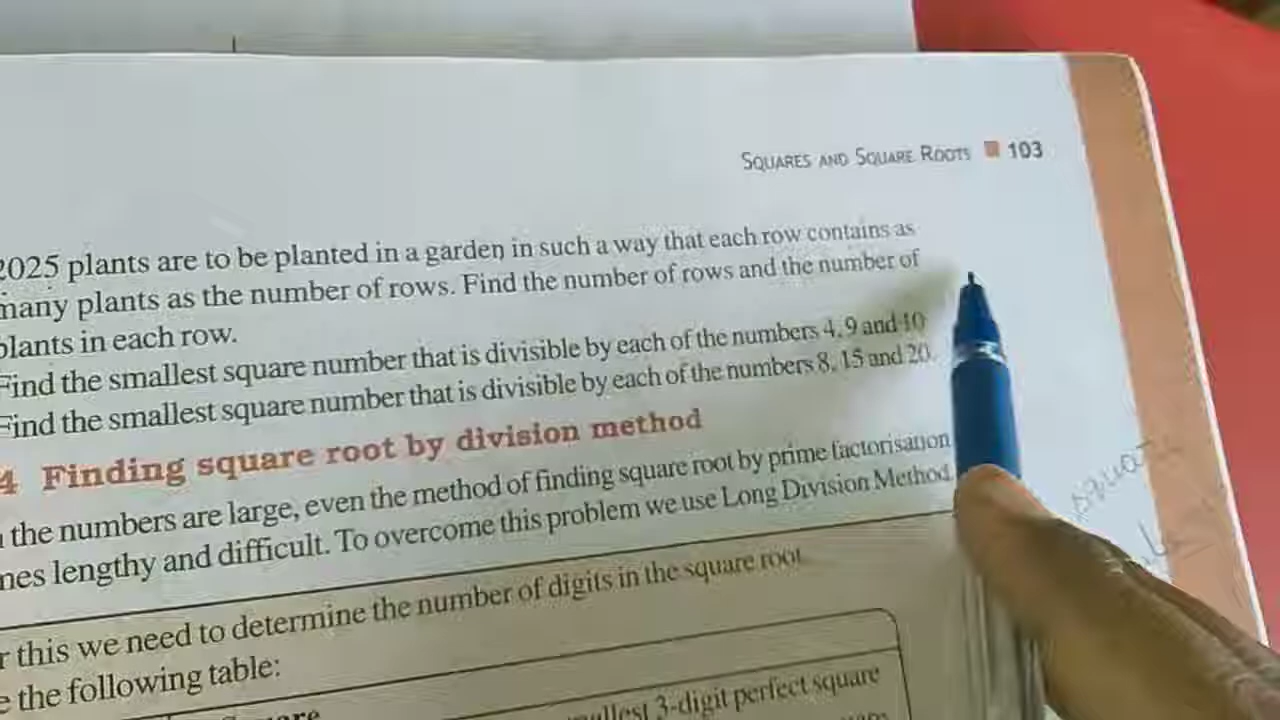 SQUARES AND SQUARE ROOTS 103
2025 plants are to be planted in a garden in such a way that each row contains as
many plants as the number of rows. Find the number of rows and the number of
plants in each row.
Find the smallest square number that is divisible by each of the numbers 4, 9 and 10
Find the smallest square number that is divisible by each of the numbers 8, 15 and 20.
4 Finding square root by division method
the numbers are large, even the method of finding square root by prime factorisation
mes lengthy and difficult. To overcome this problem we use Long Division Method.
r this we need to determine the number of digits in the square root.
e the following table:
3-digit perfect square